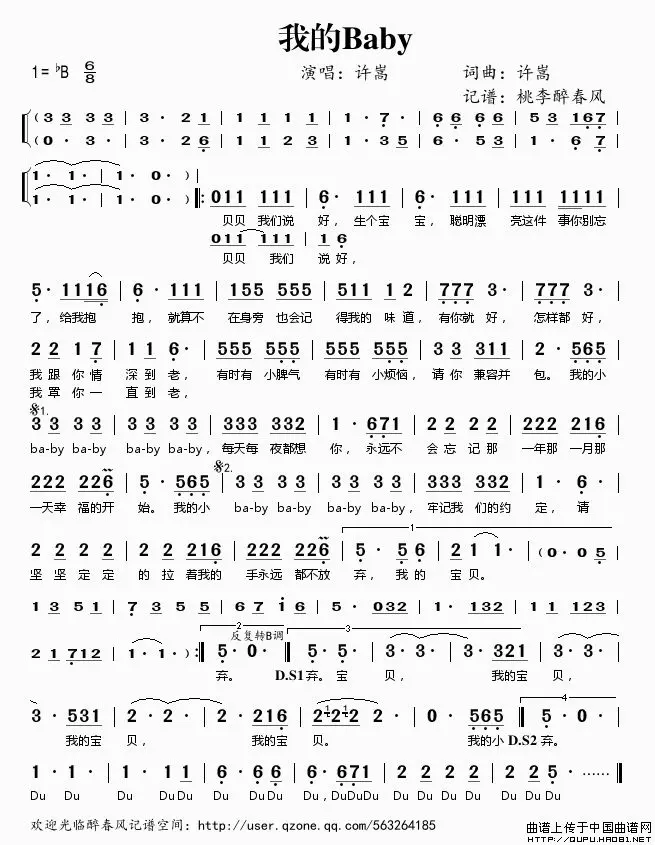 我的Baby
1=♭B 6/8 演唱：许嵩 词曲：许嵩
记谱：桃李醉春风
(3 3 3 3 | 3· 2 1 | 1 1 1 1 | 1·7· | 6 6 6 6 | 5 3 1 6 7 |
(0·3· | 3·2 6 | 1 1 2 3 | 1·3 5 | 6·5 3 | 1·6 7 |
1·1· | 1·0·) |
1·1· | 1·0·) ‖: 0 1 1 1 1 1 | 6·1 1 1 | 6·1 1 1 | 1 1 1 1 1 1 1 |
贝贝 我们说 好， 生个宝 宝，聪明漂 亮这件 事你别忘
0 1 1 1 1 1 | 1 6
贝贝 我们 说好，
5·1 1 1 6 | 6·1 1 1 | 1 5 5 0 5 5 | 5 1 1 1 2 | 7 7 7 3· | 7 7 7 3· |
了，给我抱 抱，就算不 在身旁 也会记 得我的 味道，有你就 好，怎样都 好，
2 2 1 7 | 1 1 6· | 5 5 5 5 5 5 | 5 5 5 5 5 5 | 3 3 3 1 1 | 2·5 6 5 |
我跟你情 深到老，有时有 小脾气 有时有 小烦恼，请你 兼容并 包。我的小
我罩你一 直到老，
𝄋1.
3 3 3 3 | 3 3 3 3 | 3 3 3 3 3 2 | 1·6 7 1 | 2 2 2 2 | 2 2 2 2 1 6 |
ba-by ba-by ba-by ba-by，每天每 夜都想 你，永远不 会忘记那 一年那 一月那
2 2 2 2 2 6 | 5·5 6 5 | 3 3 3 3 | 3 3 3 3 | 3 3 3 3 3 2 | 1·6· |
𝄋2.
一天幸 福的开 始。我的小 ba-by ba-by ba-by ba-by，牢记我 们的约 定，请
1
2 2 2 2 | 2 2 2 1 6 | 2 2 2 2 2 6 | 5·5 6 | 2 1 1· | (0·0 5 |
坚坚定定 的拉着我的 手永远 都不放 弃，我的 宝贝。
1 3 5 1 | 7 3 5 5 | 6 7 i 6 | 5·0 3 2 | 1·1 3 2 | 1 1 1 2 3 |
2 反复转B调 3
2 1 7 1 2 | 1·1·) :‖ 5·0· ‖ 5·5 5 | 3·3· | 3·3 2 1 | 3·3· |
弃。 D.S1弃。宝 贝， 我的宝 贝，
4
3·5 3 1 | 2·2· | 2·2 1 6 | 2 1 2 1 2 2· | 0·5 6 5 ‖ 5·0 |
我的宝 贝， 我的宝 贝。 我的小 D.S2 弃。
1·1· | 1·1 1 | 6·6 6 | 6·6 7 1 | 2 2 2 2 | 2 2 2 5·······‖
Du Du Du DuDu Du Du Du Du，DuDuDu Du Du Du Du Du Du Du Du
欢迎光临醉春风记谱空间：http://user.qzone.qq.com/563264185
曲谱上传于中国曲谱网
HTTP://QUPU.HAO81.NET